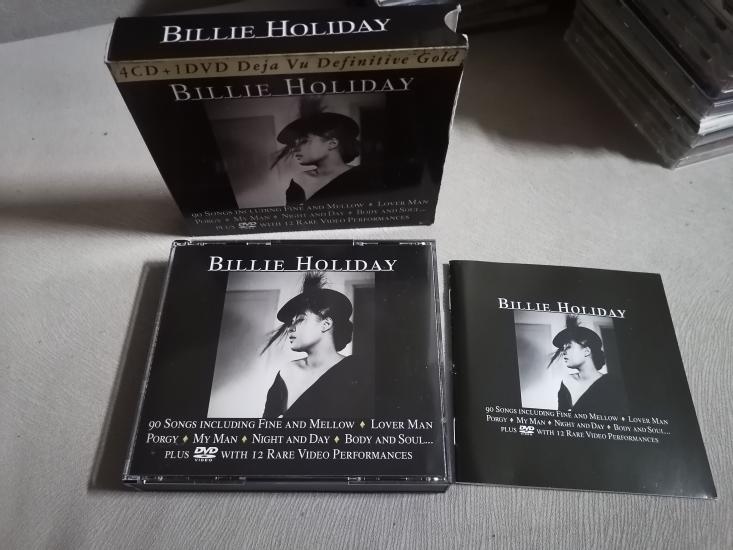 BILLIE HOLIDAY
4CD+1DVD Deja Vu Definitive Gold
BILLIE HOLIDAY
90 SONGS INCLUDING FINE AND MELLOW ♦ LOVER MAN
PORGY ♦ MY MAN ♦ NIGHT AND DAY ♦ BODY AND SOUL...
PLUS DVD VIDEO WITH 12 RARE VIDEO PERFORMANCES
BILLIE HOLIDAY
90 SONGS INCLUDING FINE AND MELLOW ♦ LOVER MAN
PORGY ♦ MY MAN ♦ NIGHT AND DAY ♦ BODY AND SOUL...
PLUS DVD VIDEO WITH 12 RARE VIDEO PERFORMANCES
BILLIE HOLIDAY
90 SONGS INCLUDING FINE AND MELLOW ♦ LOVER MAN
PORGY ♦ MY MAN ♦ NIGHT AND DAY ♦ BODY AND SOUL...
PLUS DVD VIDEO WITH 12 RARE VIDEO PERFORMANCES